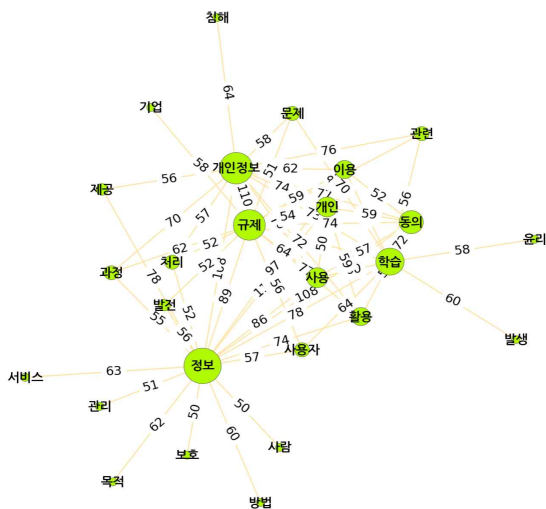 침해
64
기업
문제
관련
58
76
개인정보
62
이용
58
51
70
제공
56
74
71
52
56
110
59
개인
59
동의
규제
54
74
70
57
72
72
62
52
50
57
윤리
58
과정
처리
64
59
학습
52
97
사용
78
56
108
60
발전
89
64
55
52
86
78
활용
56
74
발생
사용자
57
정보
서비스
63
51
관리
50
50
62
60
보호
사람
목적
방법